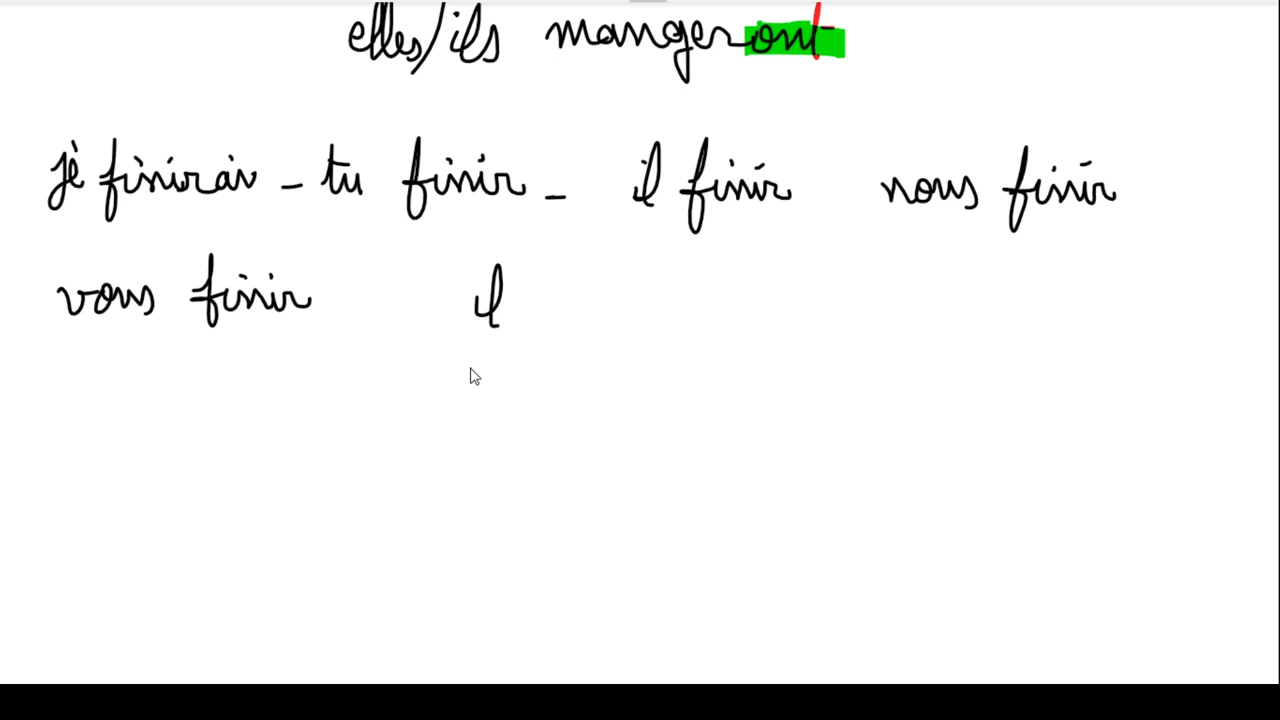 elles/ils mangeront
je finirai - tu finir - il finir nous finir
vous finir il